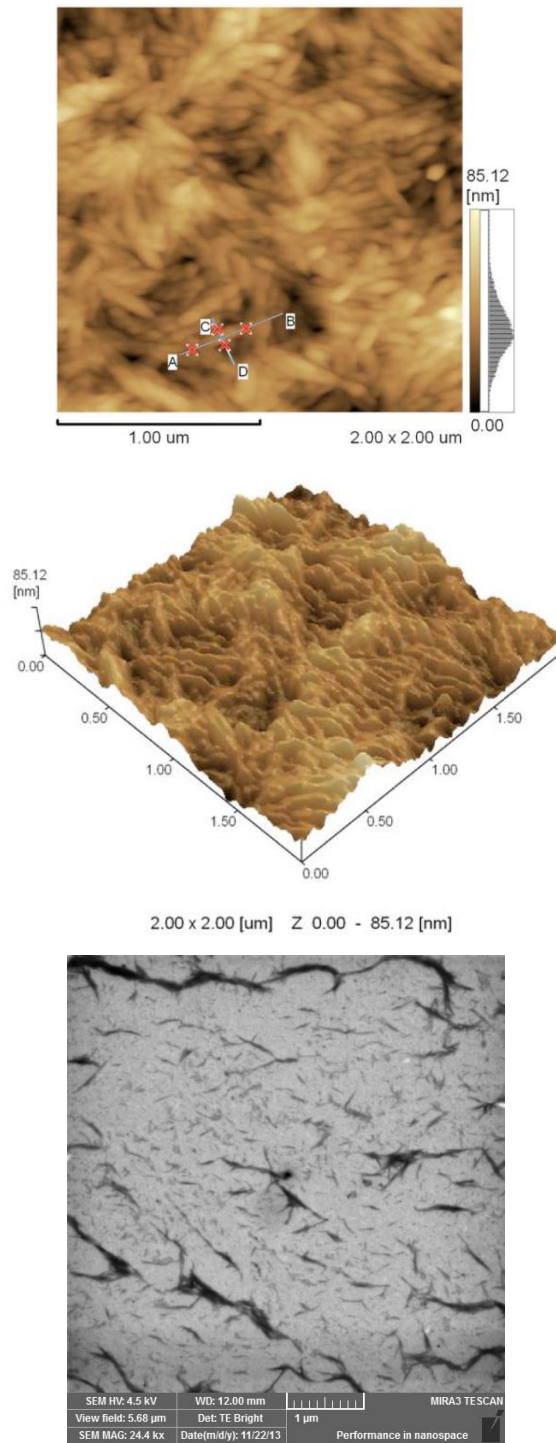 85.12
[nm]
C
B
A
D
0.00
1.00 um
2.00 x 2.00 um
85.12
[nm]
0.00
0.50
1.00
1.50
1.50
1.00
0.50
0.00
2.00 x 2.00 [um] Z 0.00 - 85.12 [nm]
SEM HV: 4.5 kV WD: 12.00 mm MIRA3 TESCAN
View field: 5.68 µm Det: TE Bright 1 µm
SEM MAG: 24.4 kx Date(m/d/y): 11/22/13 Performance in nanospace